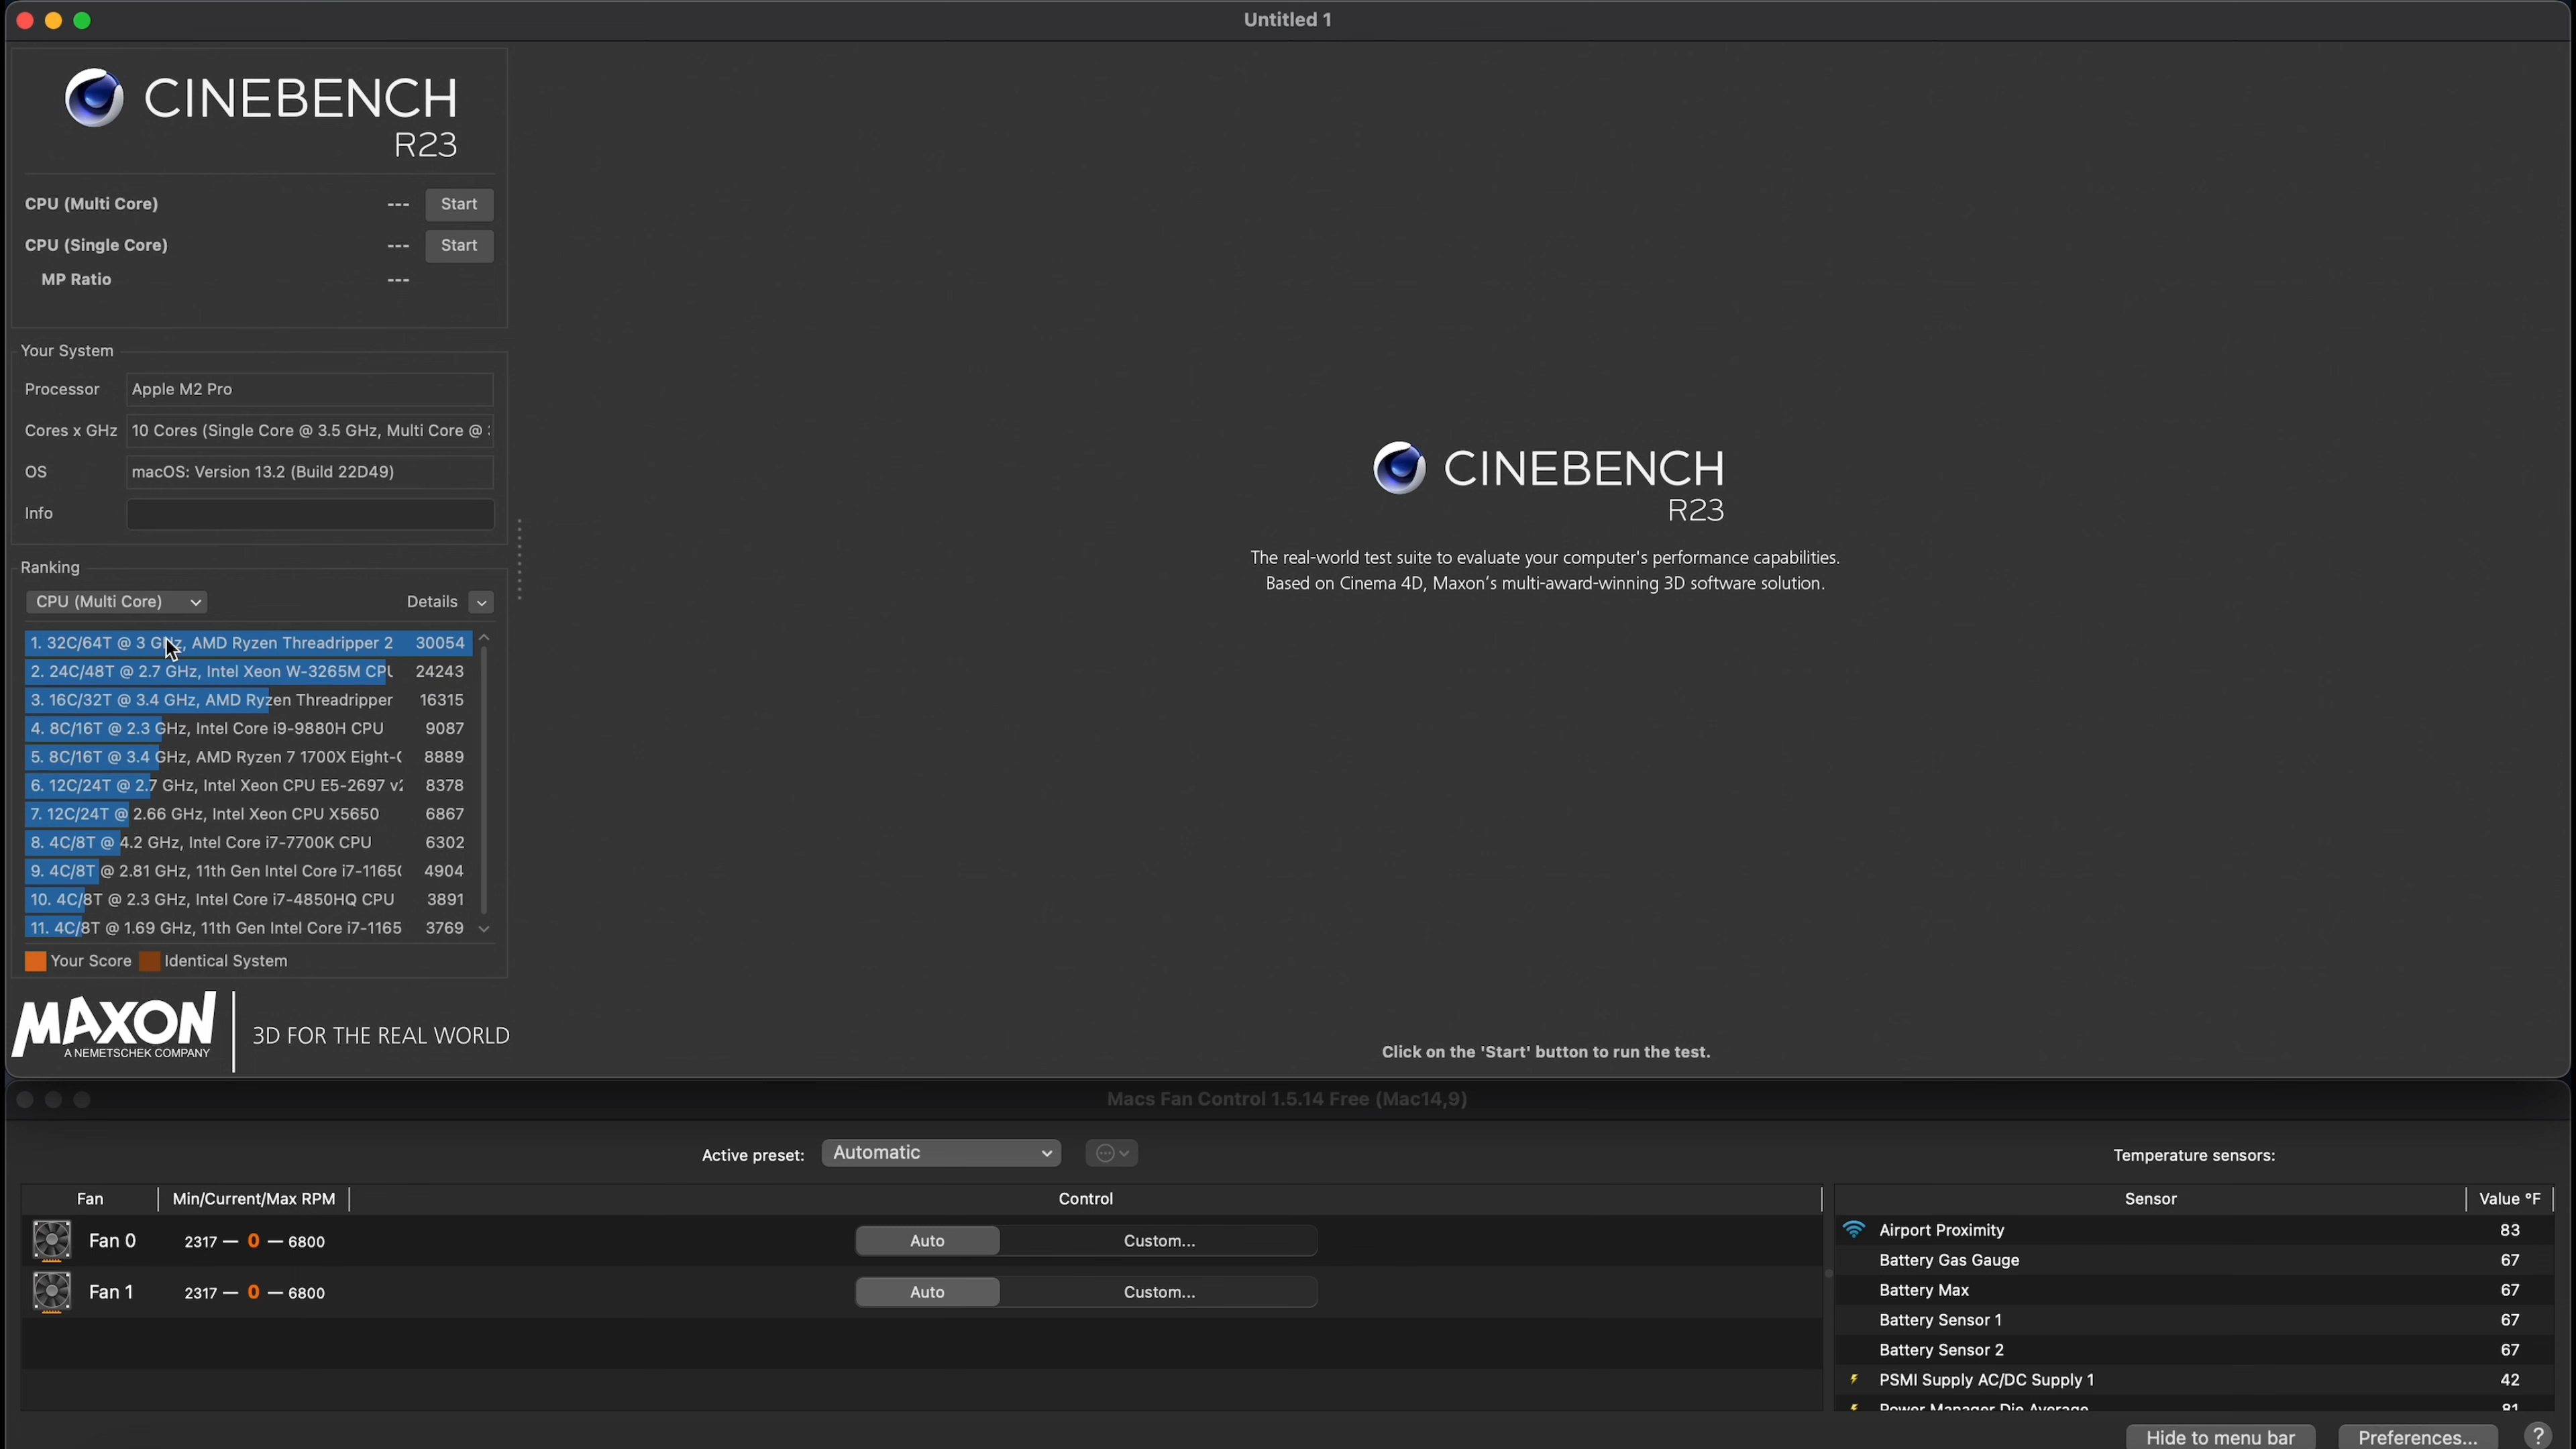 Untitled 1
CINEBENCH
R23
CPU (Multi Core) --- Start
CPU (Single Core) --- Start
MP Ratio ---
Your System
Processor Apple M2 Pro
Cores x GHz 10 Cores (Single Core @ 3.5 GHz, Multi Core @
OS macOS: Version 13.2 (Build 22D49)
Info
Ranking
CPU (Multi Core) Details
1. 32C/64T @ 3 GHz, AMD Ryzen Threadripper 2 30054
2. 24C/48T @ 2.7 GHz, Intel Xeon W-3265M CPU 24243
3. 16C/32T @ 3.4 GHz, AMD Ryzen Threadripper 16315
4. 8C/16T @ 2.3 GHz, Intel Core i9-9880H CPU 9087
5. 8C/16T @ 3.4 GHz, AMD Ryzen 7 1700X Eight-( 8889
6. 12C/24T @ 2.7 GHz, Intel Xeon CPU E5-2697 v2 8378
7. 12C/24T @ 2.66 GHz, Intel Xeon CPU X5650 6867
8. 4C/8T @ 4.2 GHz, Intel Core i7-7700K CPU 6302
9. 4C/8T @ 2.81 GHz, 11th Gen Intel Core i7-1165( 4904
10. 4C/8T @ 2.3 GHz, Intel Core i7-4850HQ CPU 3891
11. 4C/8T @ 1.69 GHz, 11th Gen Intel Core i7-1165 3769
Your Score Identical System
MAXON
A NEMETSCHEK COMPANY
3D FOR THE REAL WORLD
CINEBENCH
R23
The real-world test suite to evaluate your computer's performance capabilities.
Based on Cinema 4D, Maxon's multi-award-winning 3D software solution.
Click on the 'Start' button to run the test.
Macs Fan Control 1.5.14 Free (Mac14,9)
Active preset: Automatic
Temperature sensors:
Fan Min/Current/Max RPM Control
Fan 0 2317 — 0 — 6800 Auto Custom...
Fan 1 2317 — 0 — 6800 Auto Custom...
Sensor Value °F
Airport Proximity 83
Battery Gas Gauge 67
Battery Max 67
Battery Sensor 1 67
Battery Sensor 2 67
PSMI Supply AC/DC Supply 1 42
Power Manager Die Average 81
Hide to menu bar Preferences... ?